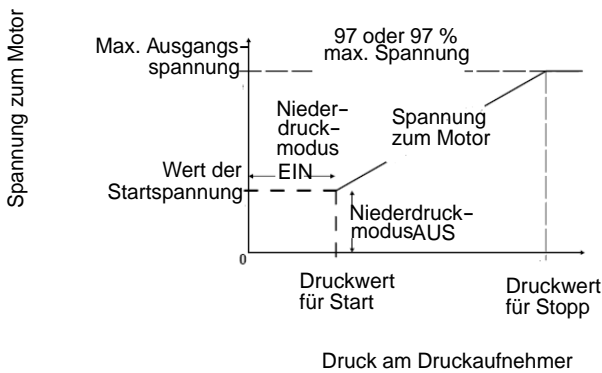 Spannung zum Motor
Max. Ausgangs-
spannung
97 oder 97 %
max. Spannung
Nieder-
druck-
modus
EIN
Spannung
zum Motor
Wert der
Startspannung
Niederdruck-
modusAUS
0
Druckwert
für Start
Druckwert
für Stopp
Druck am Druckaufnehmer